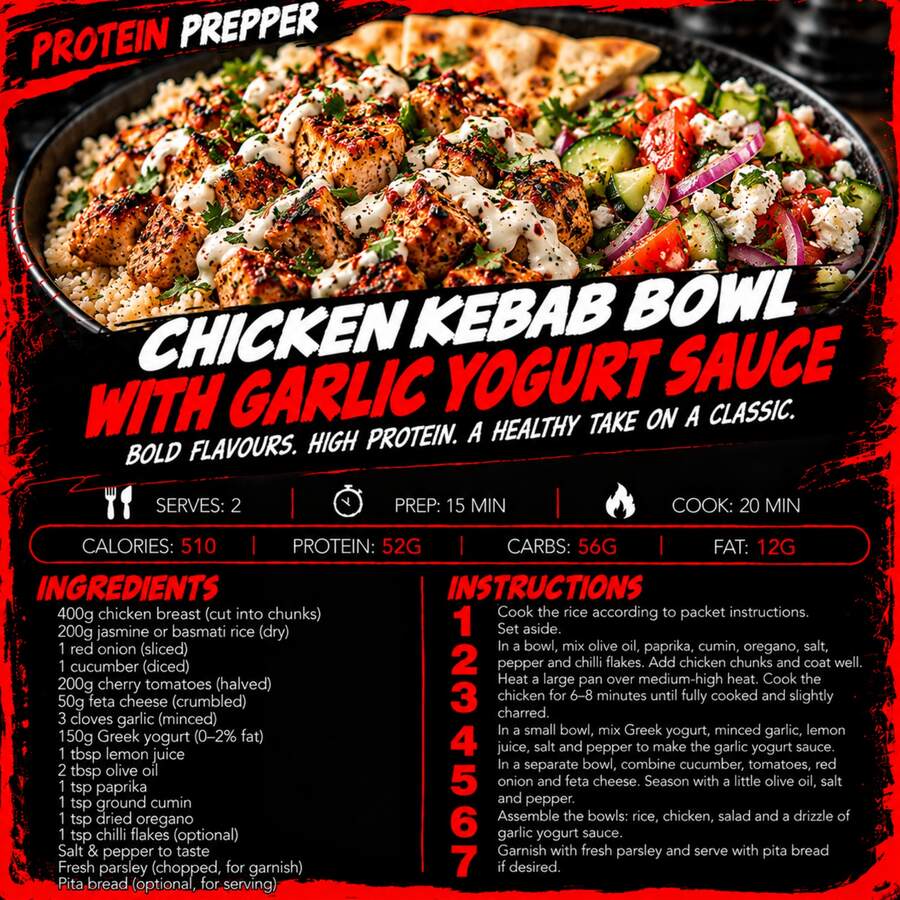 PROTEIN PREPPER
CHICKEN KEBAB BOWL
WITH GARLIC YOGURT SAUCE
BOLD FLAVOURS. HIGH PROTEIN. A HEALTHY TAKE ON A CLASSIC.
SERVES: 2
PREP: 15 MIN
COOK: 20 MIN
CALORIES: 510
PROTEIN: 52G
CARBS: 56G
FAT: 12G
INGREDIENTS
400g chicken breast (cut into chunks)
200g jasmine or basmati rice (dry)
1 red onion (sliced)
1 cucumber (diced)
200g cherry tomatoes (halved)
50g feta cheese (crumbled)
3 cloves garlic (minced)
150g Greek yogurt (0–2% fat)
1 tbsp lemon juice
2 tbsp olive oil
1 tsp paprika
1 tsp ground cumin
1 tsp dried oregano
1 tsp chilli flakes (optional)
Salt & pepper to taste
Fresh parsley (chopped, for garnish)
Pita bread (optional, for serving)
INSTRUCTIONS
1 Cook the rice according to packet instructions.
Set aside.
2 In a bowl, mix olive oil, paprika, cumin, oregano, salt,
pepper and chilli flakes. Add chicken chunks and coat well.
3 Heat a large pan over medium-high heat. Cook the
chicken for 6–8 minutes until fully cooked and slightly
charred.
4 In a small bowl, mix Greek yogurt, minced garlic, lemon
juice, salt and pepper to make the garlic yogurt sauce.
5 In a separate bowl, combine cucumber, tomatoes, red
onion and feta cheese. Season with a little olive oil, salt
and pepper.
6 Assemble the bowls: rice, chicken, salad and a drizzle of
garlic yogurt sauce.
7 Garnish with fresh parsley and serve with pita bread
if desired.